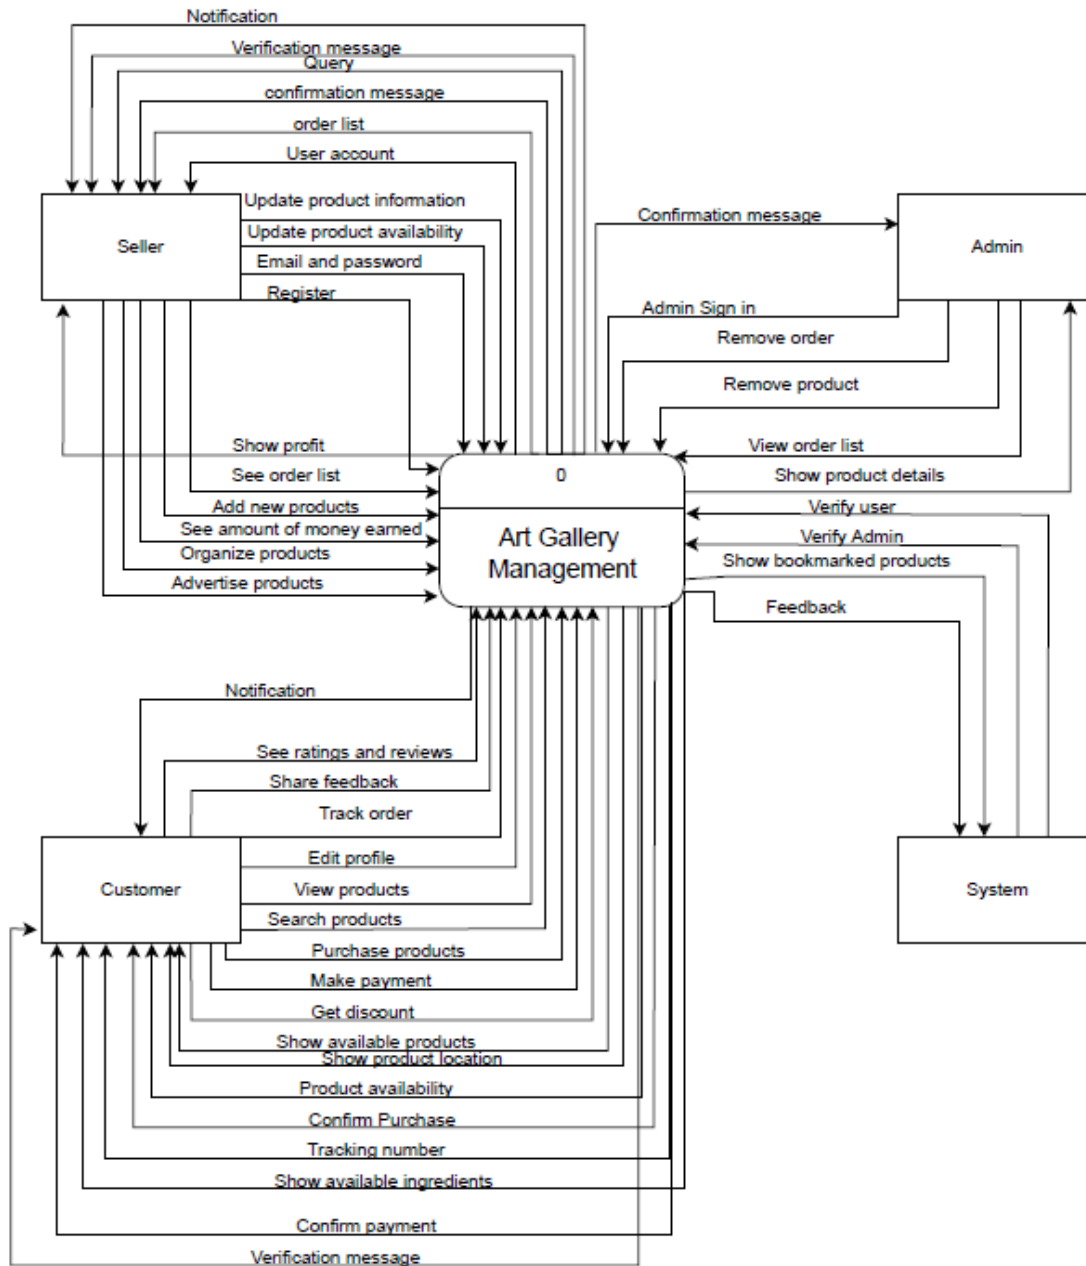 Notification
Verification message
Query
confirmation message
order list
User account
Update product information
Update product availability
Email and password
Register
Seller
Confirmation message
Admin
Admin Sign in
Remove order
Remove product
Show profit
View order list
See order list
0
Show product details
Add new products
Verify user
See amount of money earned
Art Gallery
Management
Verify Admin
Organize products
Show bookmarked products
Advertise products
Feedback
Notification
See ratings and reviews
Share feedback
Track order
Edit profile
Customer
View products
System
Search products
Purchase products
Make payment
Get discount
Show available products
Show product location
Product availability
Confirm Purchase
Tracking number
Show available ingredients
Confirm payment
Verification message